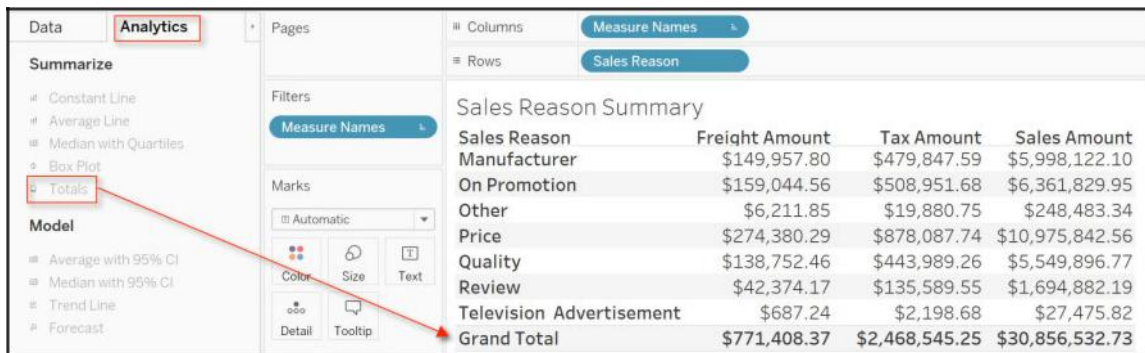 Data
Analytics
Summarize
Constant Line
Average Line
Median with Quartiles
Box Plot
Totals
Model
Average with 95% CI
Median with 95% CI
Trend Line
Forecast
Pages
Filters
Measure Names
Marks
Automatic
Color Size Text
Detail Tooltip
Columns Measure Names
Rows Sales Reason
Sales Reason Summary
Sales Reason Freight Amount Tax Amount Sales Amount
Manufacturer $149,957.80 $479,847.59 $5,998,122.10
On Promotion $159,044.56 $508,951.68 $6,361,829.95
Other $6,211.85 $19,880.75 $248,483.34
Price $274,380.29 $878,087.74 $10,975,842.56
Quality $138,752.46 $443,989.26 $5,549,896.77
Review $42,374.17 $135,589.55 $1,694,882.19
Television Advertisement $687.24 $2,198.68 $27,475.82
Grand Total $771,408.37 $2,468,545.25 $30,856,532.73